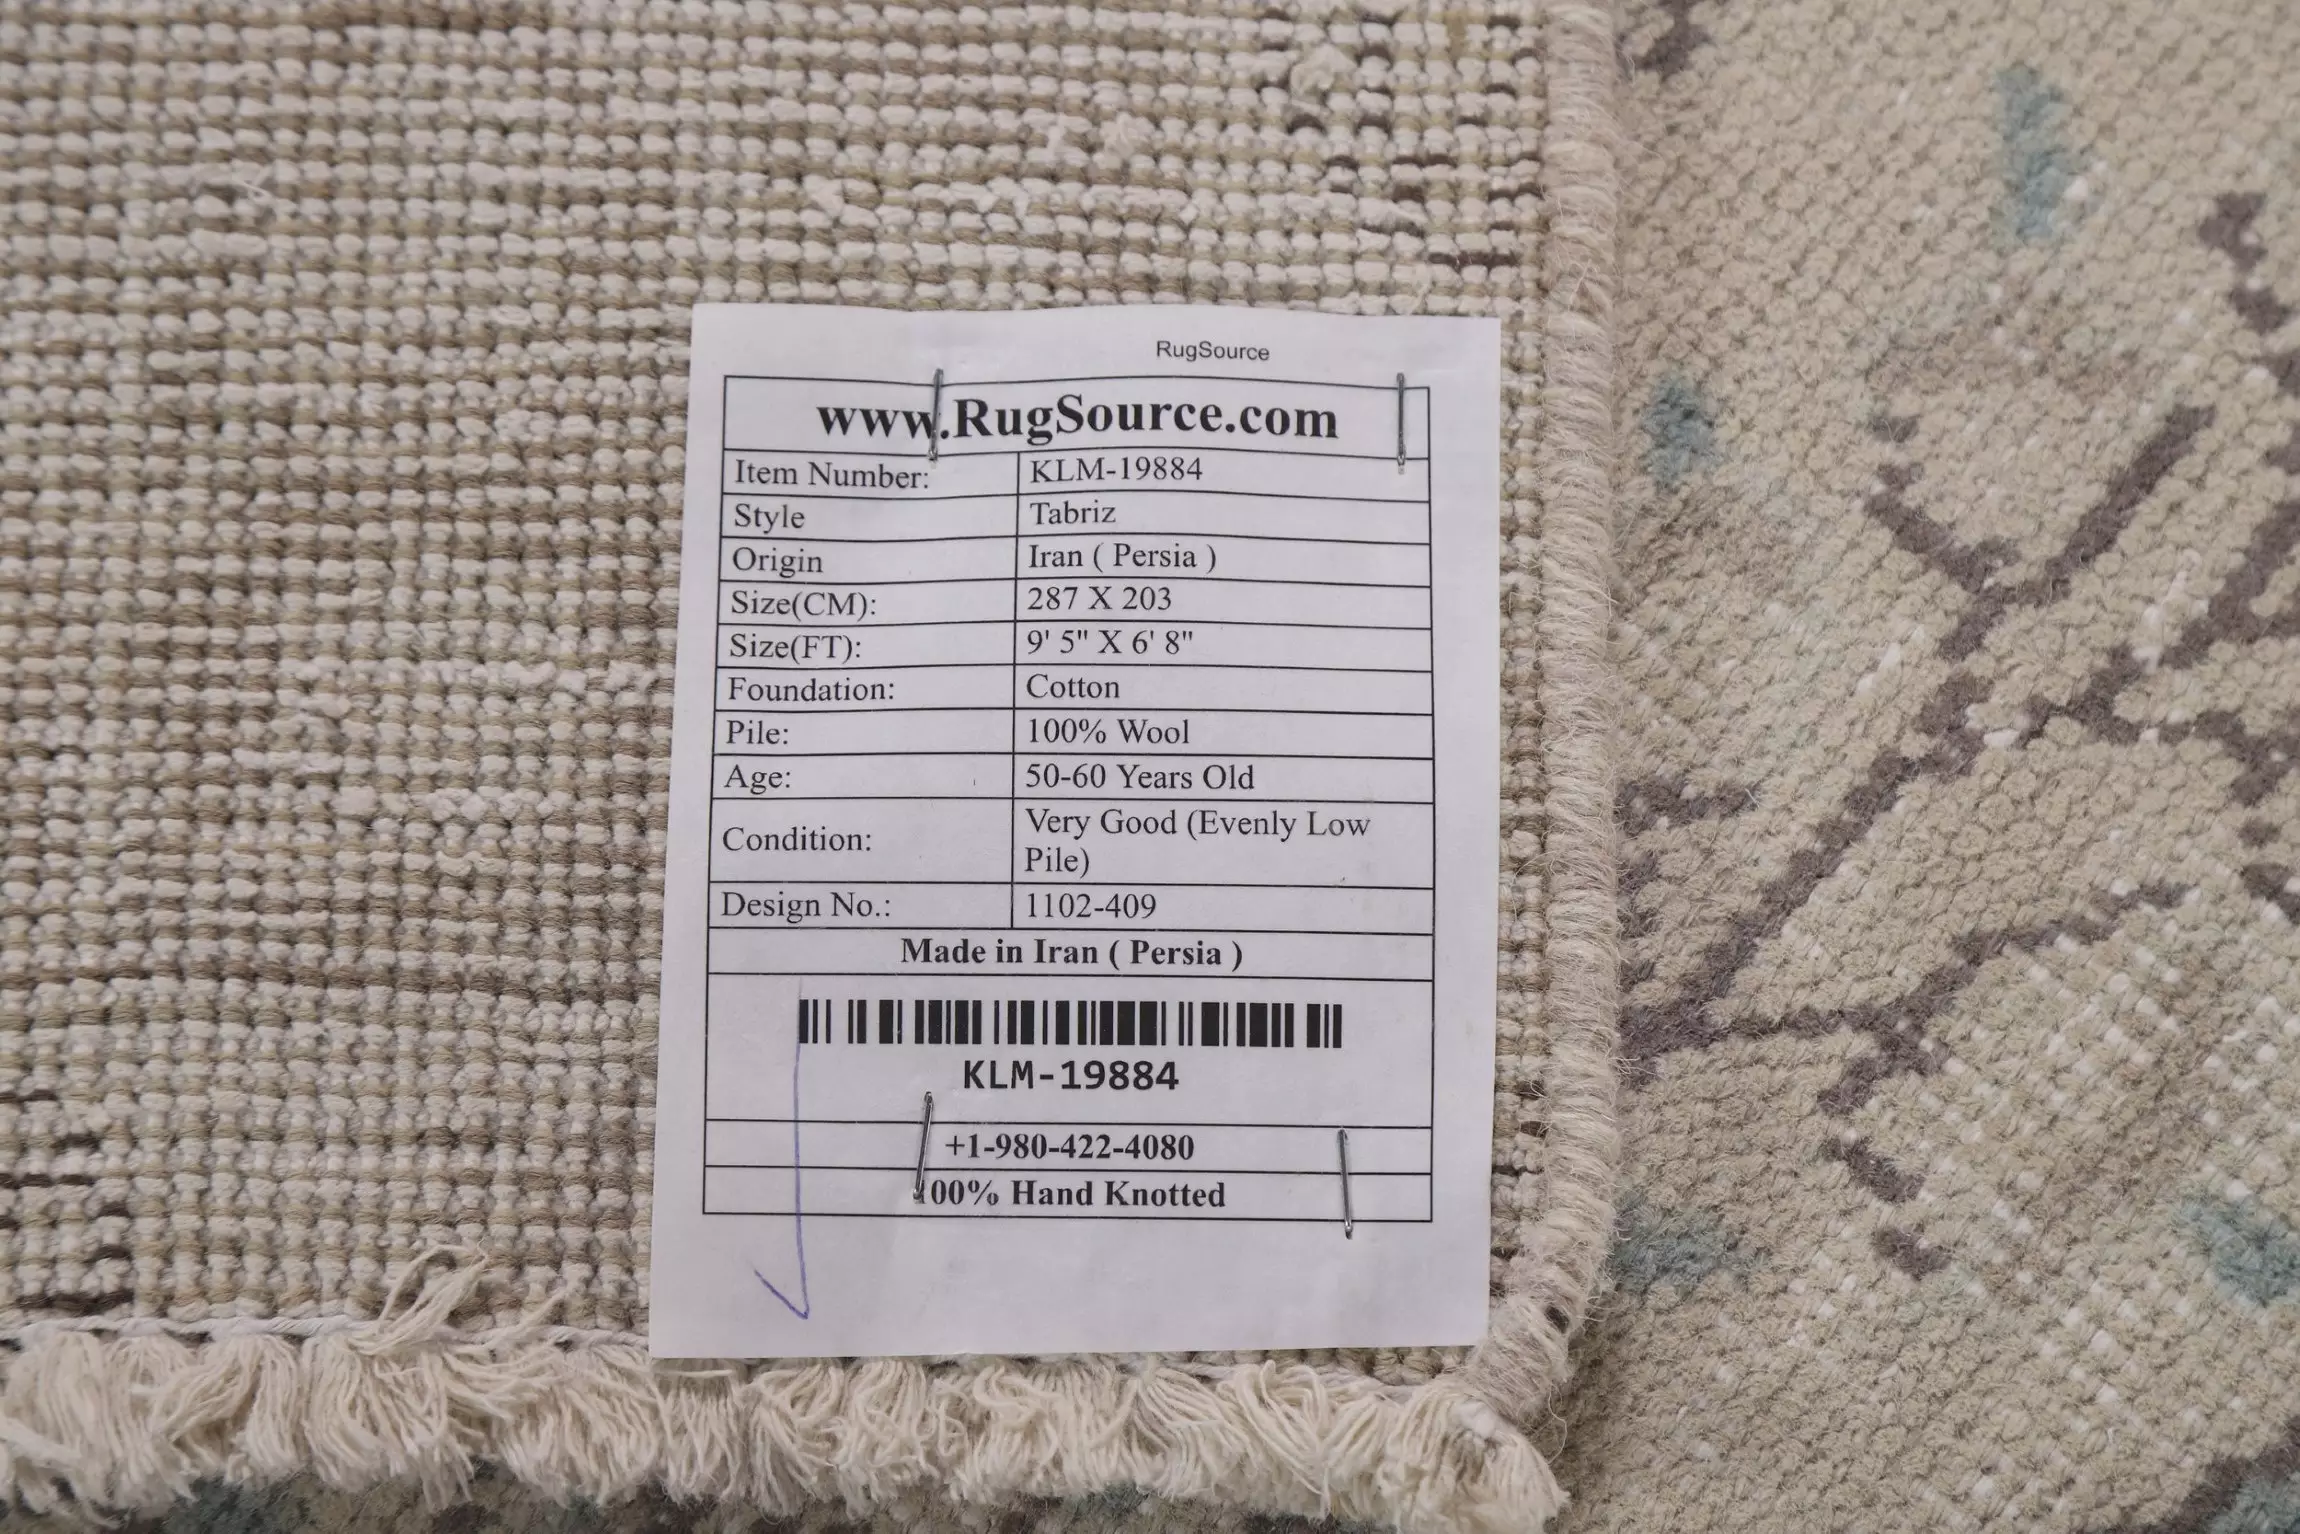 RugSource
www.RugSource.com
Item Number: KLM-19884
Style Tabriz
Origin Iran ( Persia )
Size(CM): 287 X 203
Size(FT): 9' 5" X 6' 8"
Foundation: Cotton
Pile: 100% Wool
Age: 50-60 Years Old
Condition: Very Good (Evenly Low
Pile)
Design No.: 1102-409
Made in Iran ( Persia )
KLM-19884
+1-980-422-4080
100% Hand Knotted